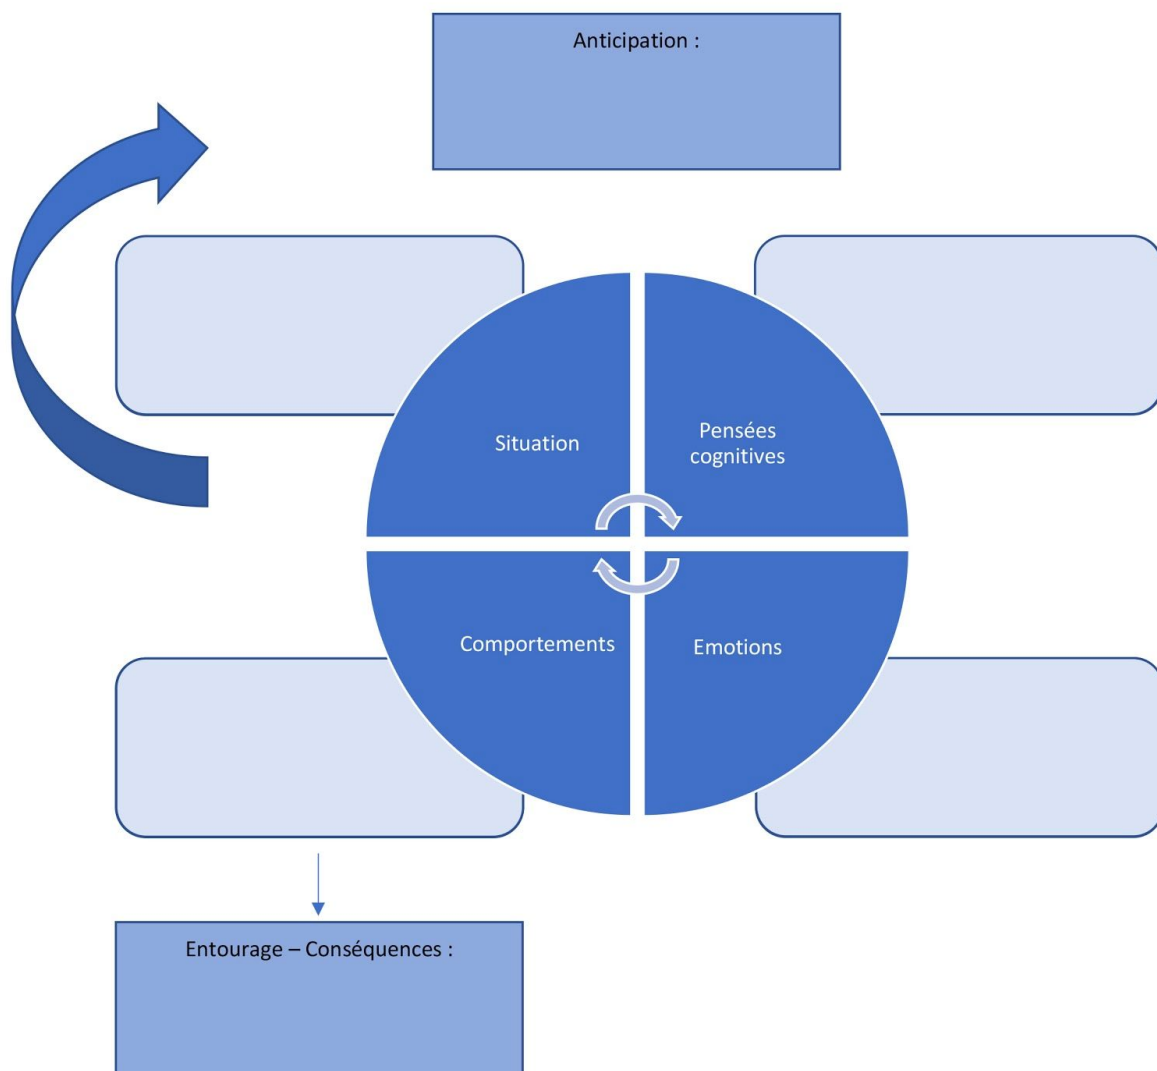 Anticipation :
Situation
Pensées
cognitives
Comportements
Emotions
Entourage – Conséquences :